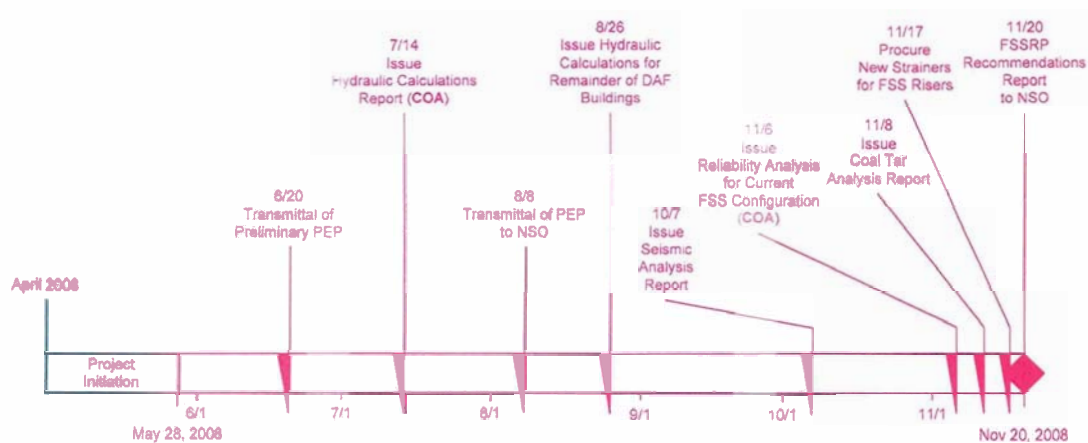 7/14
Issue
Hydraulic Calculations
Report (COA)
8/26
Issue Hydraulic
Calculations for
Remainder of DAF
Buildings
11/17
Procure
New Strainers
for FSS Risers
11/20
FSSRP
Recommendations
Report
to NSO
6/20
Transmittal of
Preliminary PEP
8/8
Transmittal of PEP
to NSO
10/7
Issue
Seismic
Analysis
Report
11/6
Issue
Reliability Analysis
for Current
FSS Configuration
(COA)
11/8
Issue
Coal Tar
Analysis Report
April 2008
Project
Initiation
6/1
7/1
8/1
9/1
10/1
11/1
May 28, 2008
Nov 20, 2008